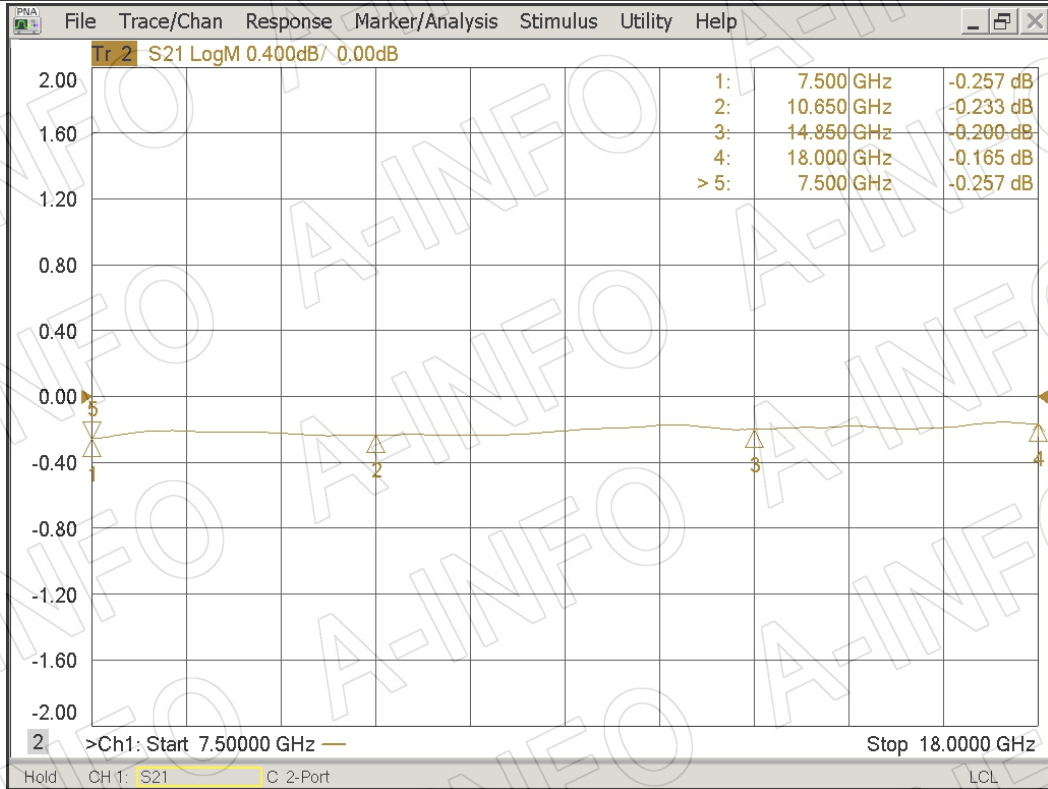 PNA
File Trace/Chan Response Marker/Analysis Stimulus Utility Help
Tr 2 S21 LogM 0.400dB/ 0.00dB
2.00
1.60
1.20
0.80
0.40
0.00
-0.40
-0.80
-1.20
-1.60
-2.00
1: 7.500 GHz -0.257 dB
2: 10.650 GHz -0.233 dB
3: 14.850 GHz -0.200 dB
4: 18.000 GHz -0.165 dB
> 5: 7.500 GHz -0.257 dB
5
1
2
3
4
2 >Ch1: Start 7.50000 GHz — Stop 18.0000 GHz
Hold CH 1: S21 C 2-Port LCL
A-INFO
A-INFO
A-INFO
A-INFO
A-INFO
A-INFO